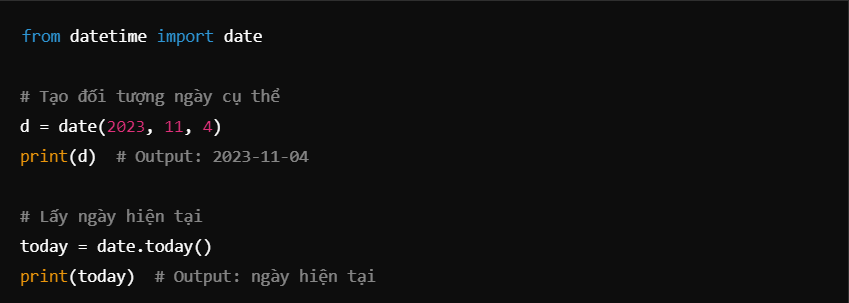 from datetime import date
# Tạo đối tượng ngày cụ thể
d = date(2023, 11, 4)
print(d)  # Output: 2023-11-04
# Lấy ngày hiện tại
today = date.today()
print(today)  # Output: ngày hiện tại